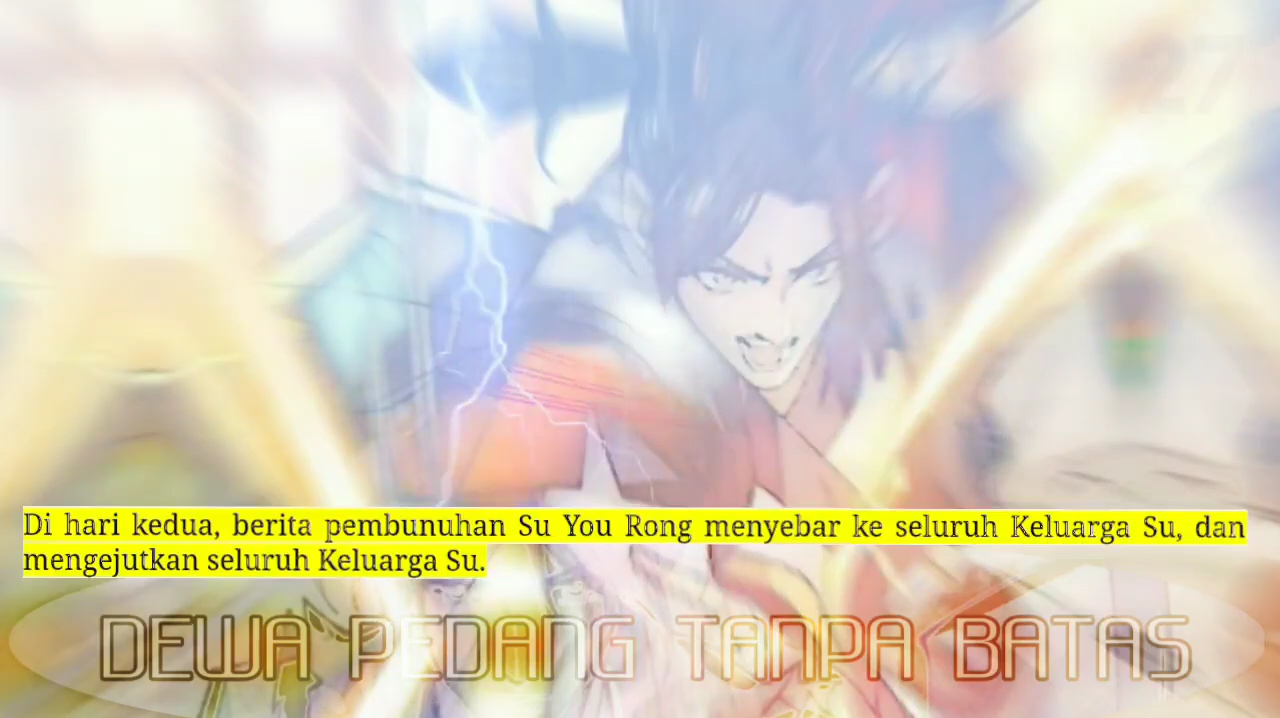 Di hari kedua, berita pembunuhan Su You Rong menyebar ke seluruh Keluarga Su, dan
mengejutkan seluruh Keluarga Su.
DEWA PEDANG TANPA BATAS